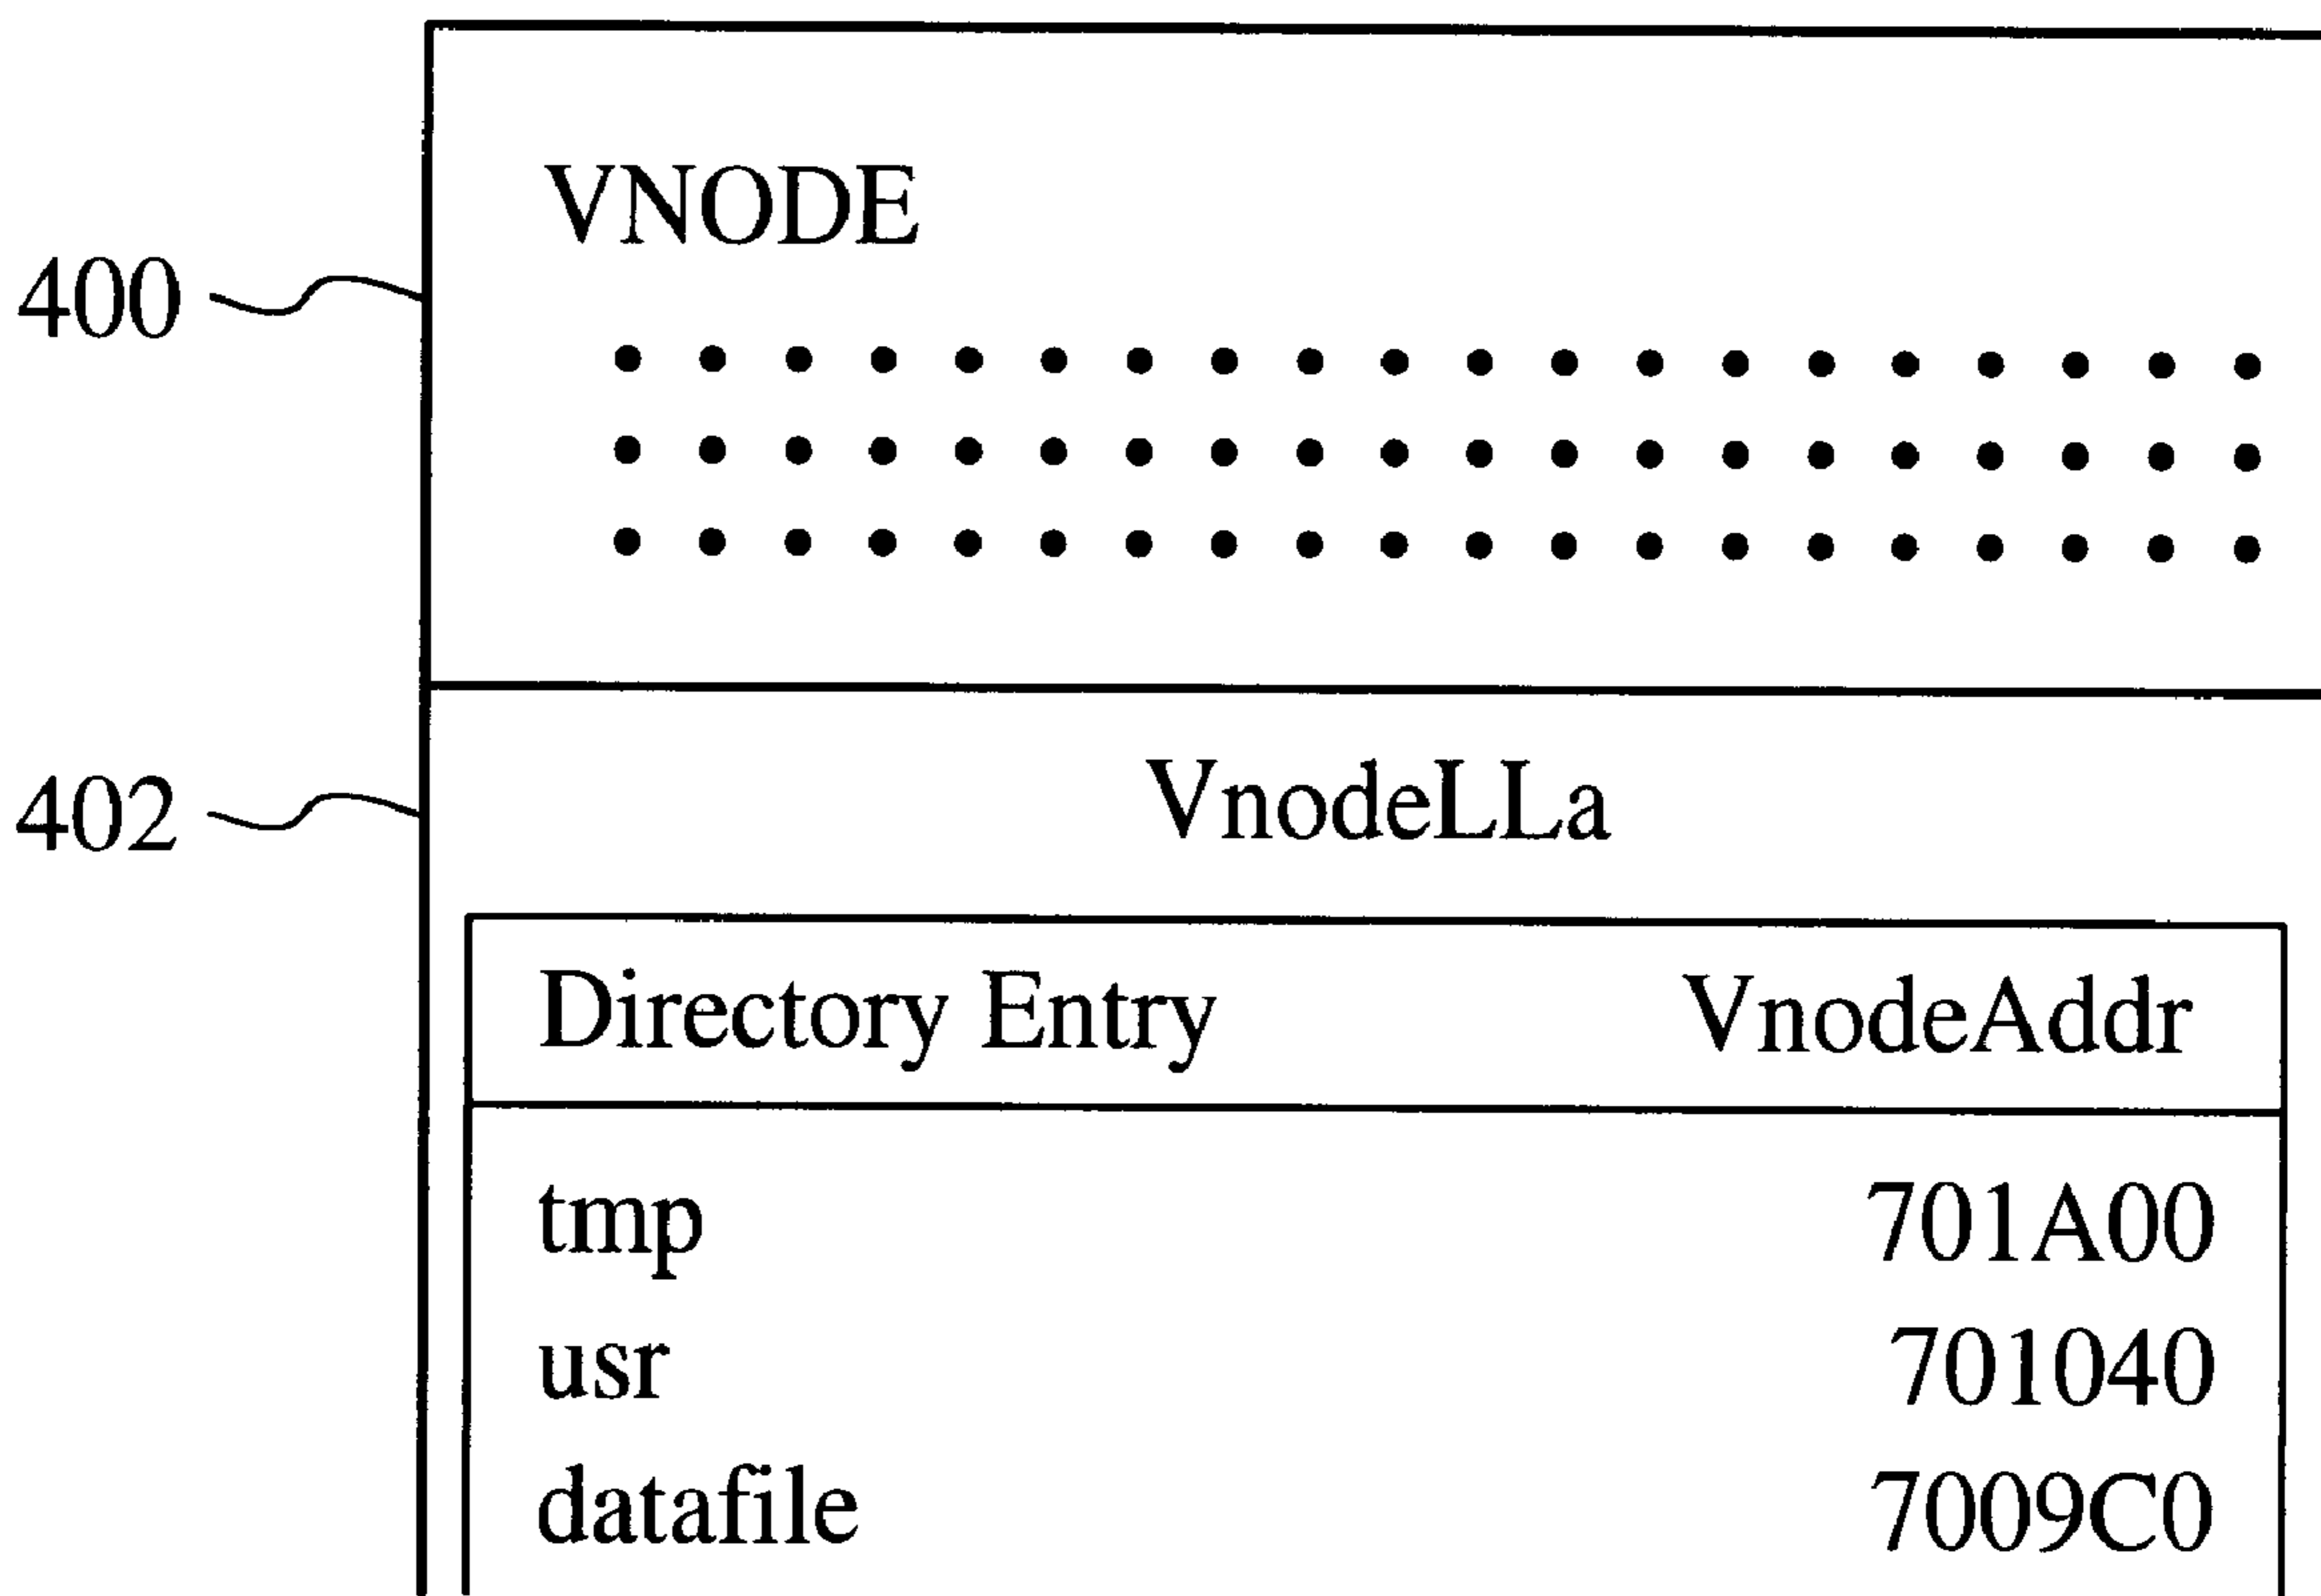 VNODE
400
402
VnodeLLa
Directory Entry VnodeAddr
tmp 701A00
usr 701040
datafile 7009C0